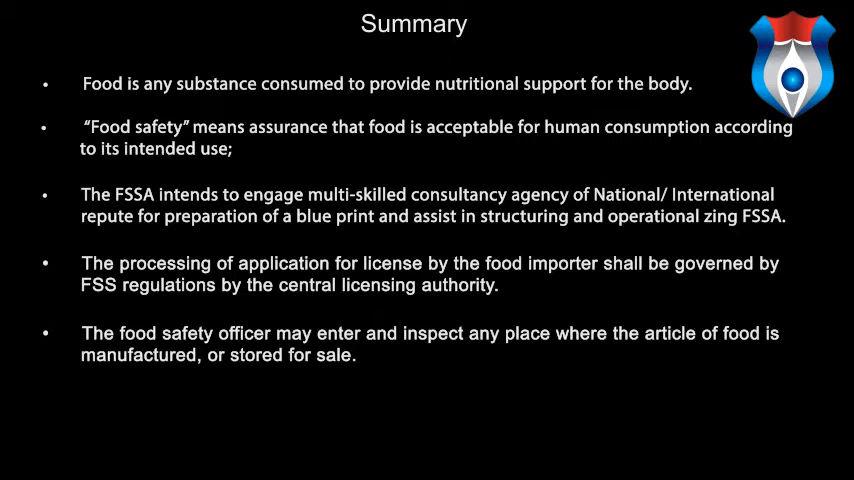 Summary
• Food is any substance consumed to provide nutritional support for the body.
• “Food safety” means assurance that food is acceptable for human consumption according
to its intended use;
• The FSSA intends to engage multi-skilled consultancy agency of National/ International
repute for preparation of a blue print and assist in structuring and operational zing FSSA.
• The processing of application for license by the food importer shall be governed by
FSS regulations by the central licensing authority.
• The food safety officer may enter and inspect any place where the article of food is
manufactured, or stored for sale.